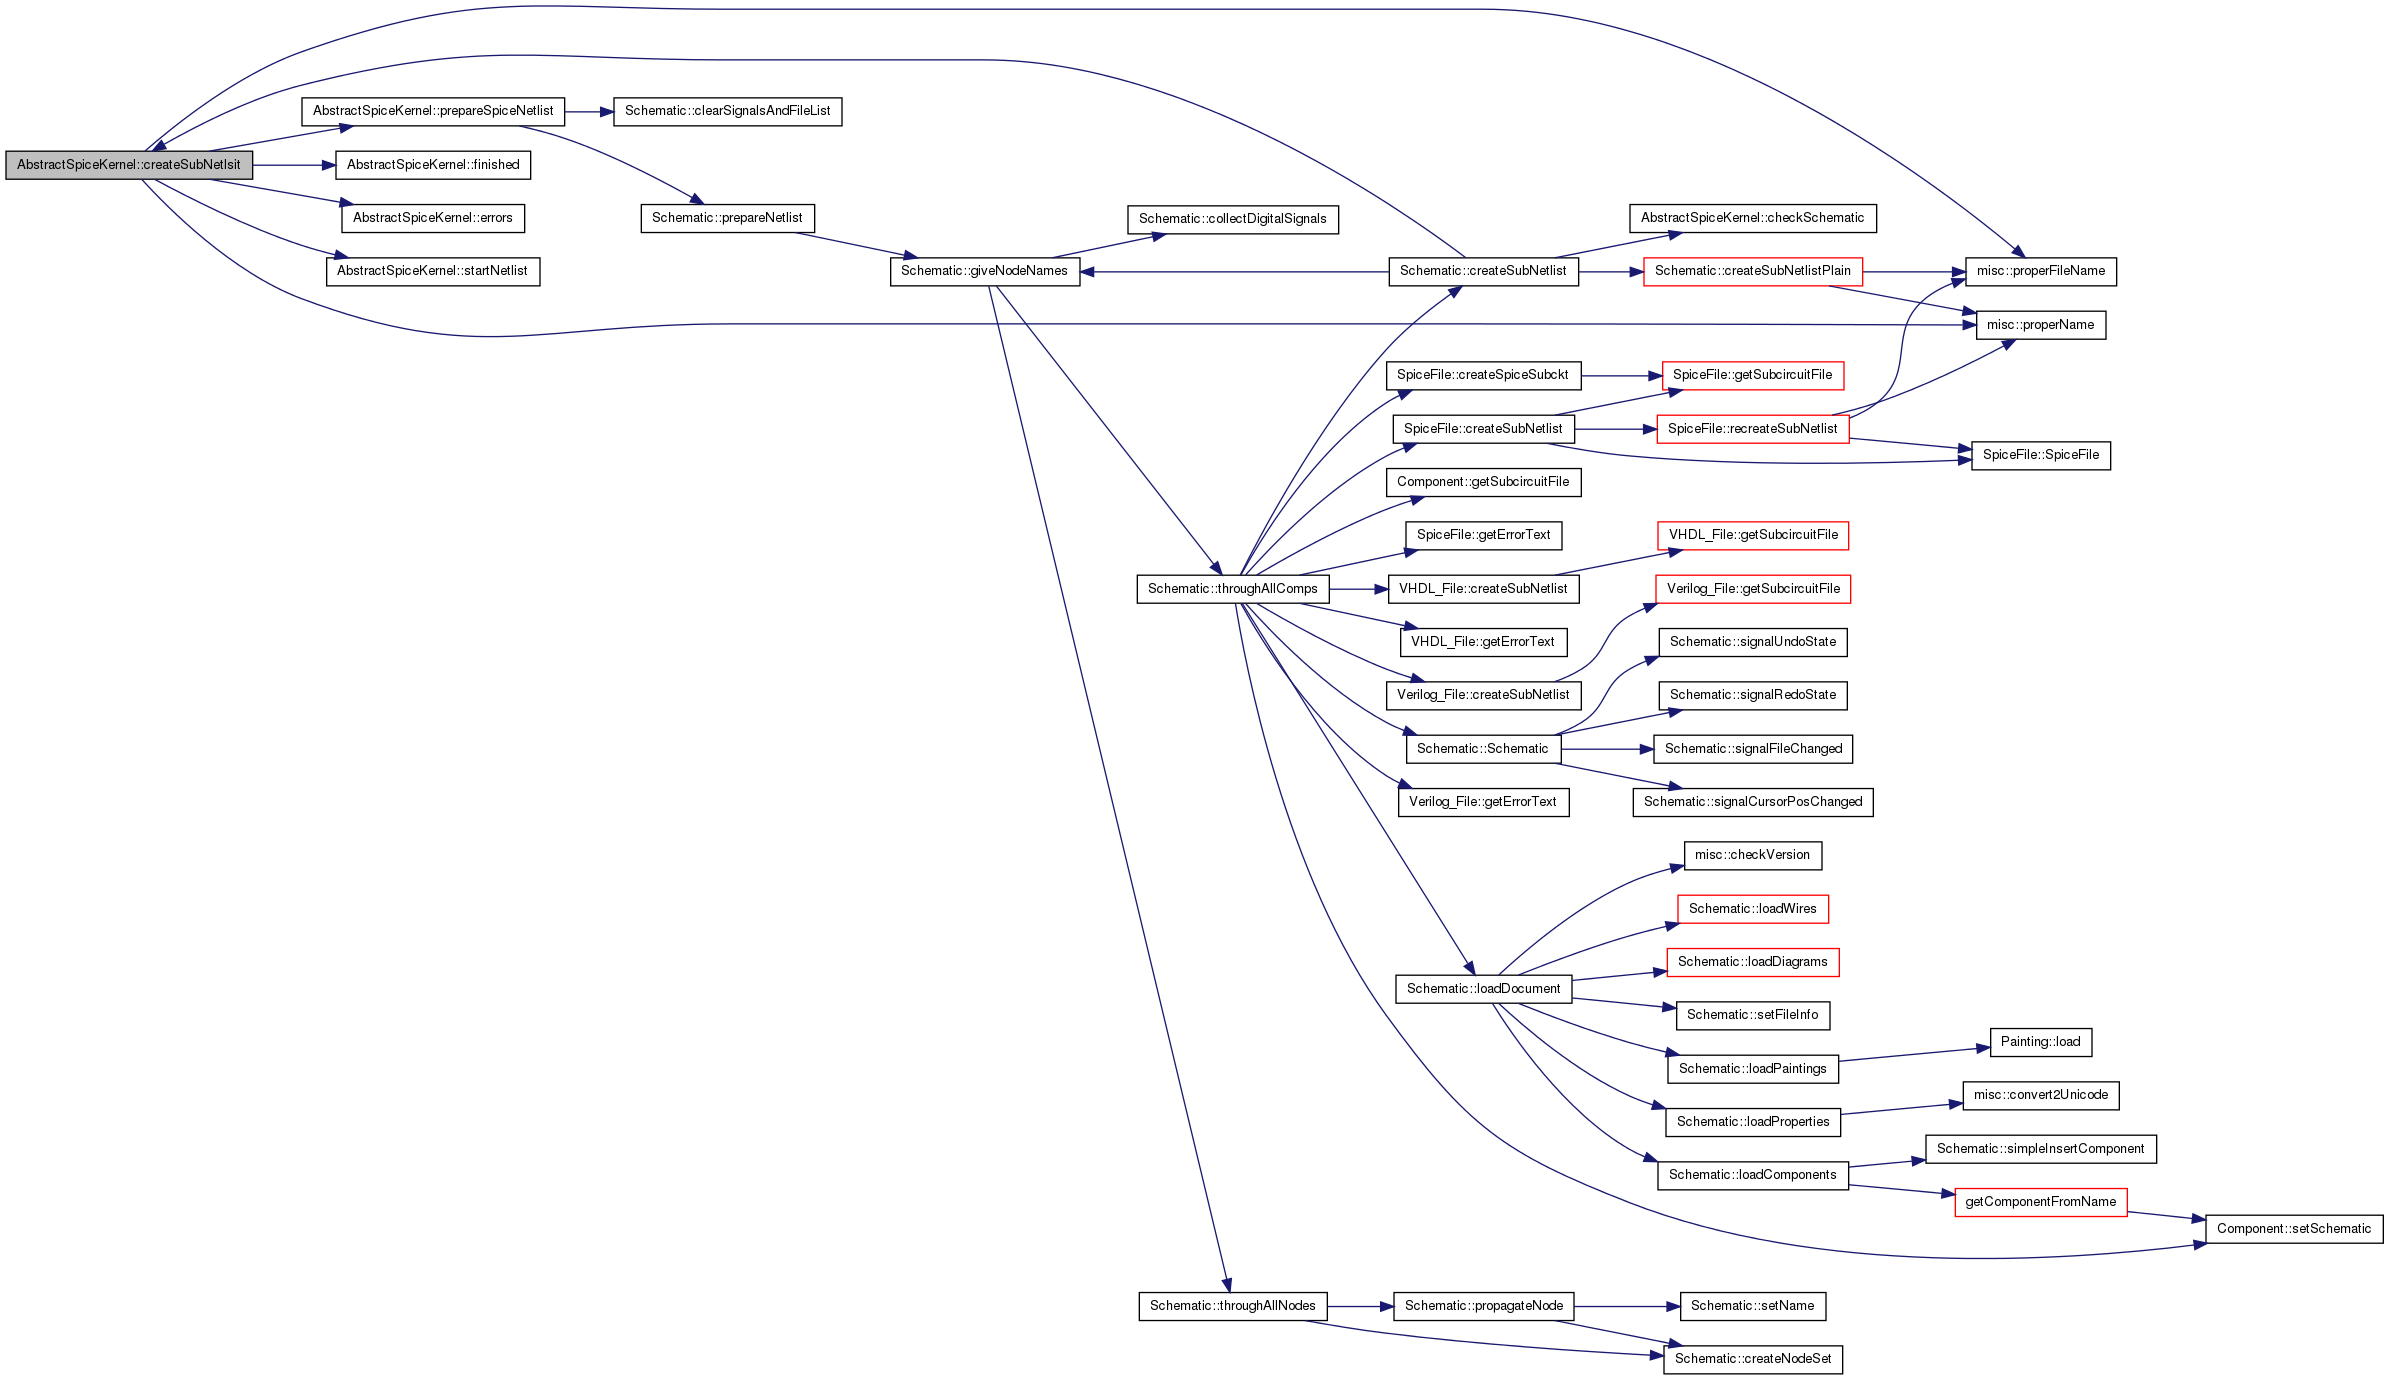 AbstractSpiceKernel::createSubNetlsit
AbstractSpiceKernel::prepareSpiceNetlist
AbstractSpiceKernel::finished
AbstractSpiceKernel::errors
AbstractSpiceKernel::startNetlist
Schematic::clearSignalsAndFileList
Schematic::prepareNetlist
Schematic::giveNodeNames
Schematic::collectDigitalSignals
Schematic::throughAllComps
Schematic::throughAllNodes
Schematic::createSubNetlist
SpiceFile::createSpiceSubckt
SpiceFile::createSubNetlist
Component::getSubcircuitFile
SpiceFile::getErrorText
VHDL_File::createSubNetlist
VHDL_File::getErrorText
Verilog_File::createSubNetlist
Schematic::Schematic
Verilog_File::getErrorText
Schematic::loadDocument
Schematic::propagateNode
AbstractSpiceKernel::checkSchematic
Schematic::createSubNetlistPlain
SpiceFile::getSubcircuitFile
SpiceFile::recreateSubNetlist
VHDL_File::getSubcircuitFile
Verilog_File::getSubcircuitFile
Schematic::signalUndoState
Schematic::signalRedoState
Schematic::signalFileChanged
Schematic::signalCursorPosChanged
misc::checkVersion
Schematic::loadWires
Schematic::loadDiagrams
Schematic::setFileInfo
Schematic::loadPaintings
Schematic::loadProperties
Schematic::loadComponents
Schematic::setName
Schematic::createNodeSet
misc::properFileName
misc::properName
SpiceFile::SpiceFile
Painting::load
misc::convert2Unicode
Schematic::simpleInsertComponent
getComponentFromName
Component::setSchematic